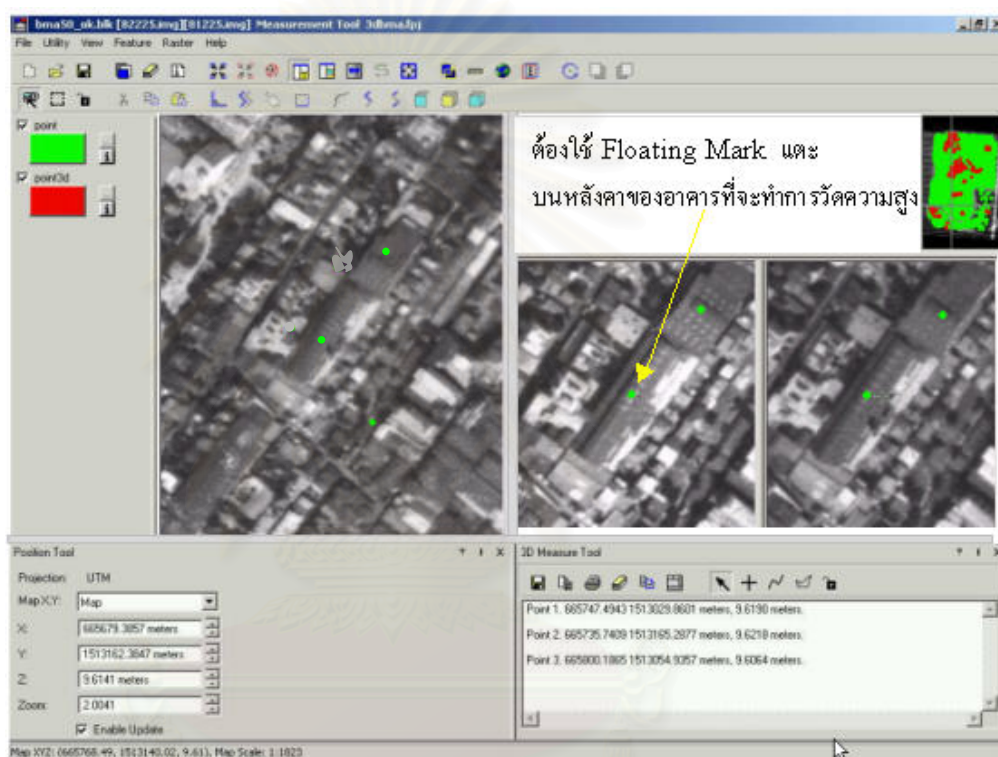 bma50_ok.blk [82225.img][81225.img] Measurement Tool 3dbma.fpj
File Utility View Feature Raster Help
point
point3d
ต้องใช้ Floating Mark แตะ
บนหลังคาของอาคารที่จะทำการวัดความสูง
Position Tool
Projection: UTM
Map X,Y: Map
X: 665679.3857 meters
Y: 1513162.3847 meters
Z: 9.6141 meters
Zoom: 2.0041
Enable Update
3D Measure Tool
Point 1. 665747.4943 1513029.8601 meters, 9.6190 meters.
Point 2. 665735.7409 1513165.2877 meters, 9.6218 meters.
Point 3. 665800.1865 1513054.9357 meters, 9.6064 meters.
Map XYZ: (665768.49, 1513140.02, 9.61), Map Scale: 1:1823